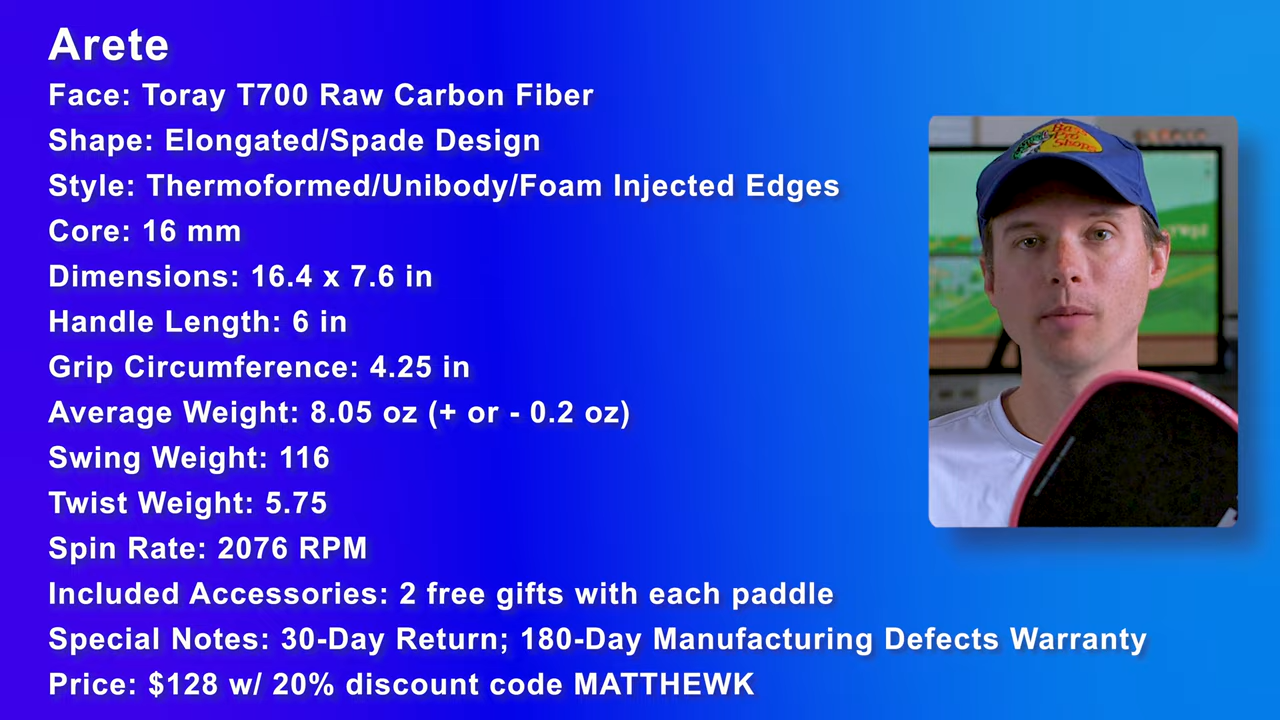 Arete
Face: Toray T700 Raw Carbon Fiber
Shape: Elongated/Spade Design
Style: Thermoformed/Unibody/Foam Injected Edges
Core: 16 mm
Dimensions: 16.4 x 7.6 in
Handle Length: 6 in
Grip Circumference: 4.25 in
Average Weight: 8.05 oz (+ or - 0.2 oz)
Swing Weight: 116
Twist Weight: 5.75
Spin Rate: 2076 RPM
Included Accessories: 2 free gifts with each paddle
Special Notes: 30-Day Return; 180-Day Manufacturing Defects Warranty
Price: $128 w/ 20% discount code MATTHEWK
Bass
Pro
Shops